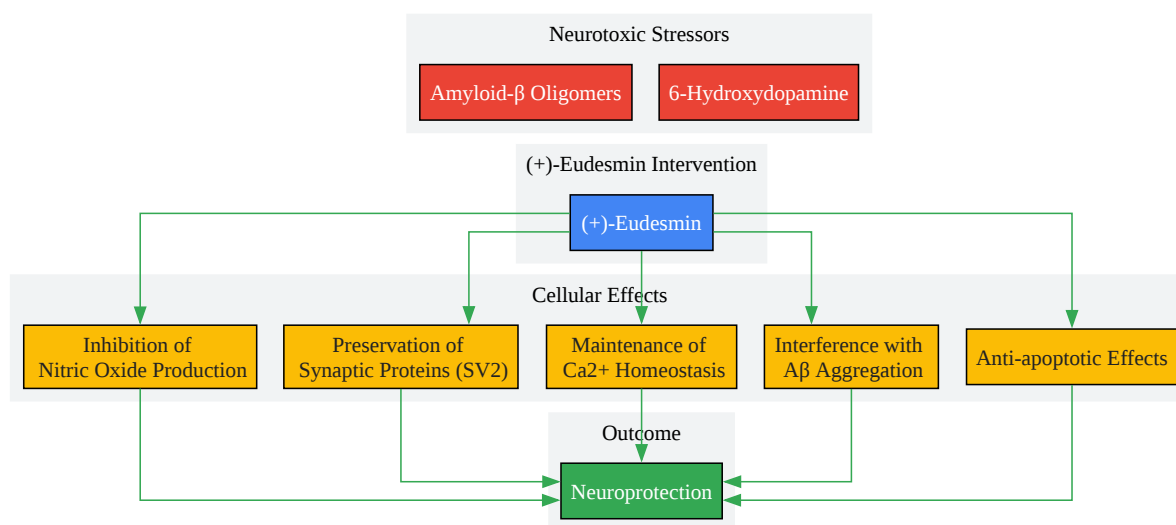 Neurotoxic Stressors
Amyloid-β Oligomers
6-Hydroxydopamine
(+)-Eudesmin Intervention
(+)-Eudesmin
Cellular Effects
Inhibition of
Nitric Oxide Production
Preservation of
Synaptic Proteins (SV2)
Maintenance of
Ca2+ Homeostasis
Interference with
Aβ Aggregation
Anti-apoptotic Effects
Outcome
Neuroprotection